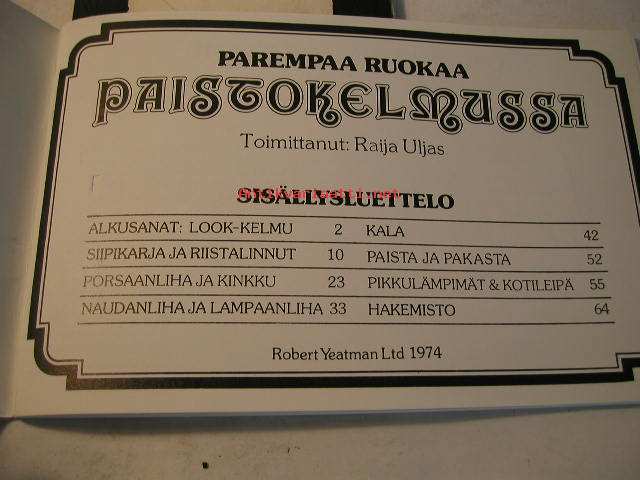 PAREMPAA RUOKAA
PAISTOKELMUSSA
Toimittanut: Raija Uljas
SISÄLLYSLUETTELO
ALKUSANAT: LOOK-KELMU 2
SIIPIKARJA JA RIISTALINNUT 10
PORSAANLIHA JA KINKKU 23
NAUDANLIHA JA LAMPAANLIHA 33
KALA 42
PAISTA JA PAKASTA 52
PIKKULÄMPIMÄT & KOTILEIPÄ 55
HAKEMISTO 64
Robert Yeatman Ltd 1974